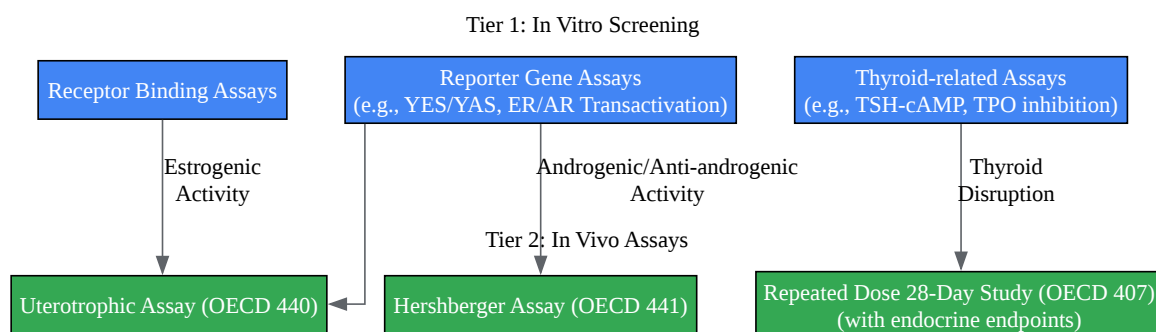 Tier 1: In Vitro Screening
Receptor Binding Assays
Reporter Gene Assays
(e.g., YES/YAS, ER/AR Transactivation)
Thyroid-related Assays
(e.g., TSH-cAMP, TPO inhibition)
Estrogenic
Activity
Androgenic/Anti-androgenic
Activity
Thyroid
Disruption
Tier 2: In Vivo Assays
Uterotrophic Assay (OECD 440)
Hershberger Assay (OECD 441)
Repeated Dose 28-Day Study (OECD 407)
(with endocrine endpoints)